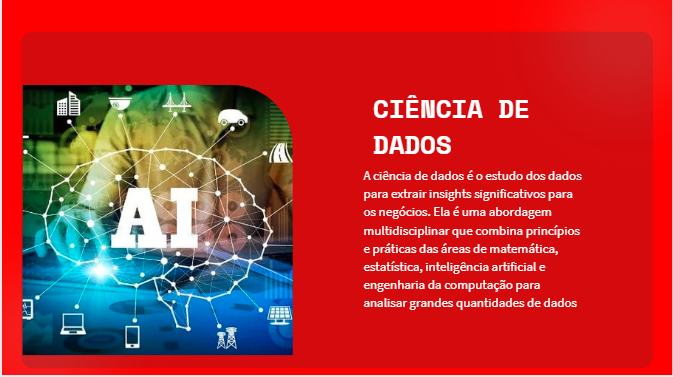 AI
CIÊNCIA DE
DADOS
A ciência de dados é o estudo dos dados
para extrair insights significativos para
os negócios. Ela é uma abordagem
multidisciplinar que combina princípios
e práticas das áreas de matemática,
estatística, inteligência artificial e
engenharia da computação para
analisar grandes quantidades de dados